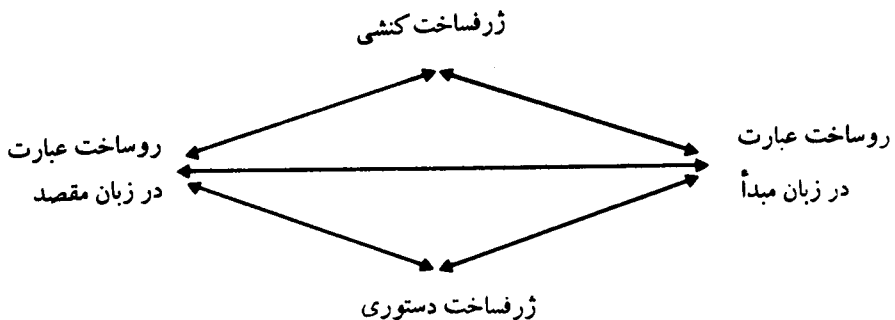 ژرفساخت کنشی
روساخت عبارت
در زبان مبدأ
روساخت عبارت
در زبان مقصد
ژرفساخت دستوری